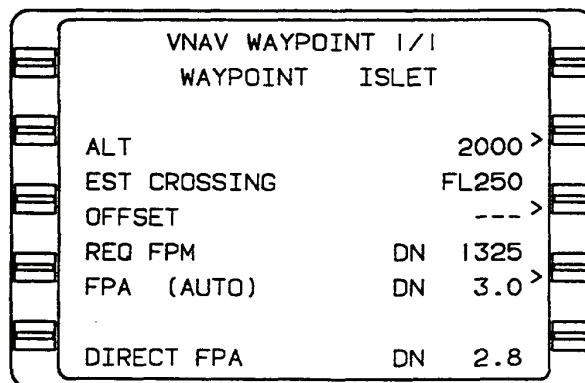 VNAV WAYPOINT 1/1
WAYPOINT ISLET
ALT 2000 >
EST CROSSING FL250
OFFSET --- >
REQ FPM DN 1325
FPA (AUTO) DN 3.0 >
DIRECT FPA DN 2.8